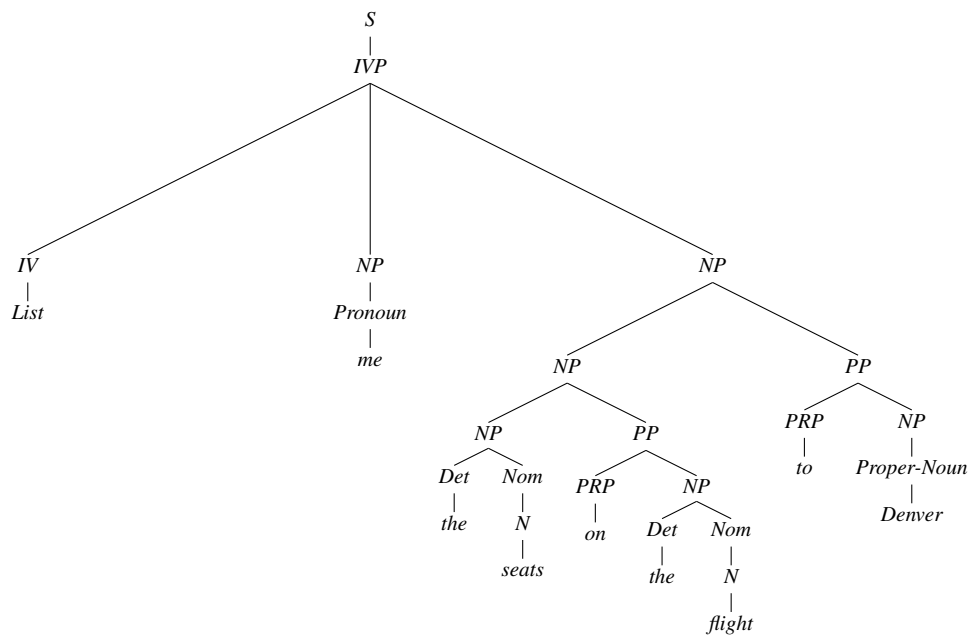 S
IVP
IV NP NP
List Pronoun
me NP PP
PRP NP
NP PP to Proper-Noun
Det Nom PRP NP Denver
the N on Det Nom
seats the N
flight